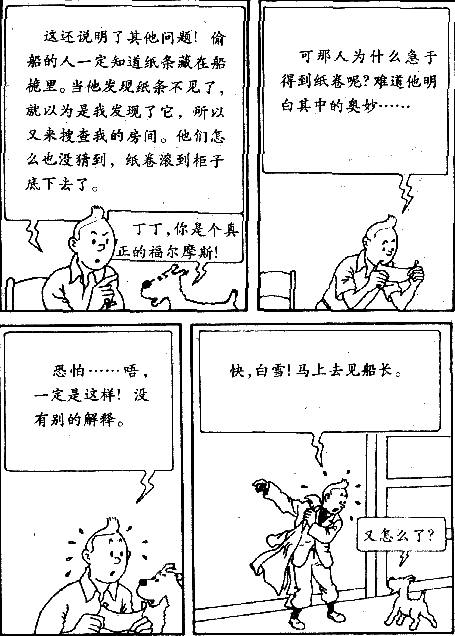 这还说明了其他问题！偷
船的人一定知道纸条藏在船
桅里。当他发现纸条不见了，
就以为是我发现了它，所以
又来搜查我的房间。他们怎
么也没猜到，纸卷滚到柜子
底下去了。
丁丁，你是个真
正的福尔摩斯！
可那人为什么急于
得到纸卷呢？难道他明
白其中的奥妙……
恐怕……唔，
一定是这样！没
有别的解释。
快，白雪！马上去见船长。
又怎么了？